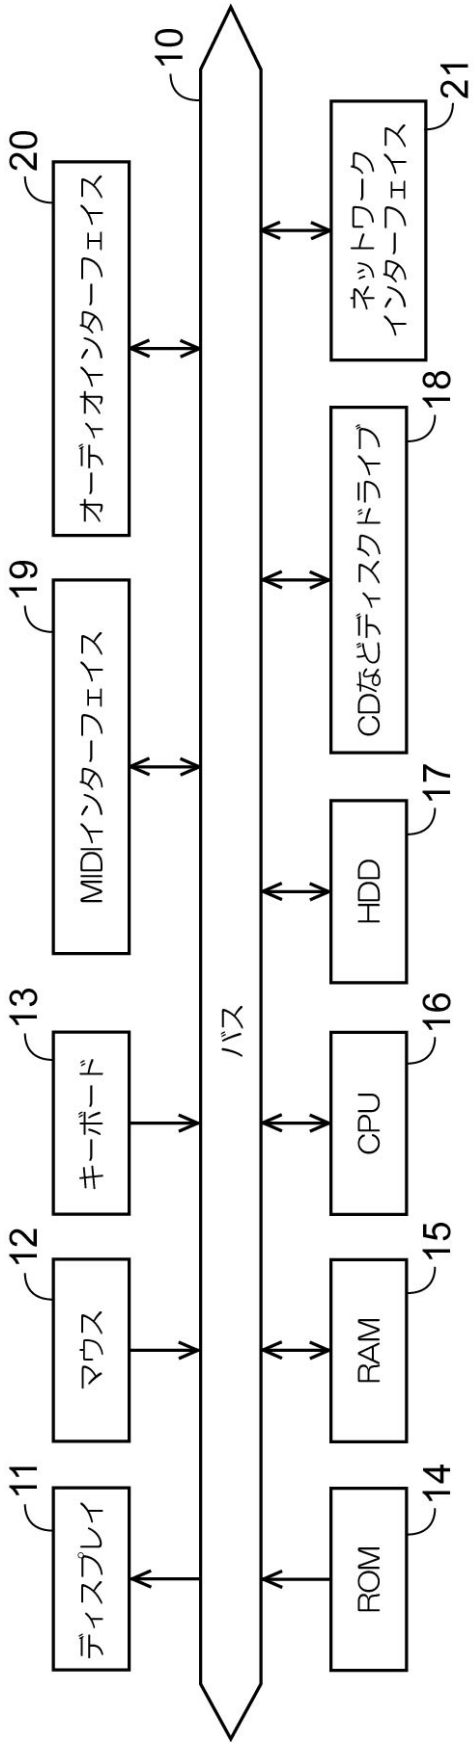 11
ディスプレイ
12
マウス
13
キーボード
19
MIDIインターフェイス
20
オーディオインターフェイス
10
バス
ROM
14
RAM
15
CPU
16
HDD
17
CDなどディスクドライブ
18
ネットワーク
インターフェイス
21